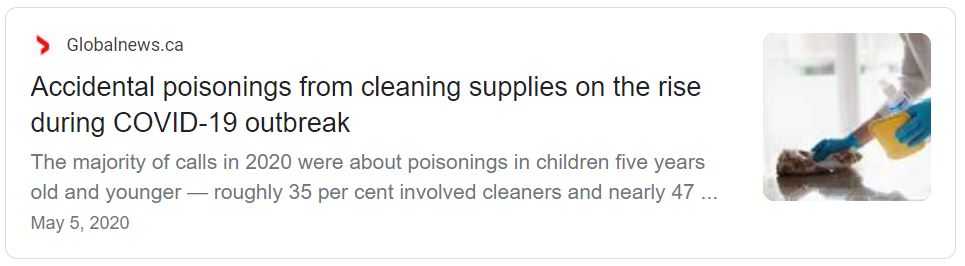 Globalnews.ca
Accidental poisonings from cleaning supplies on the rise
during COVID-19 outbreak
The majority of calls in 2020 were about poisonings in children five years
old and younger — roughly 35 per cent involved cleaners and nearly 47 ...
May 5, 2020